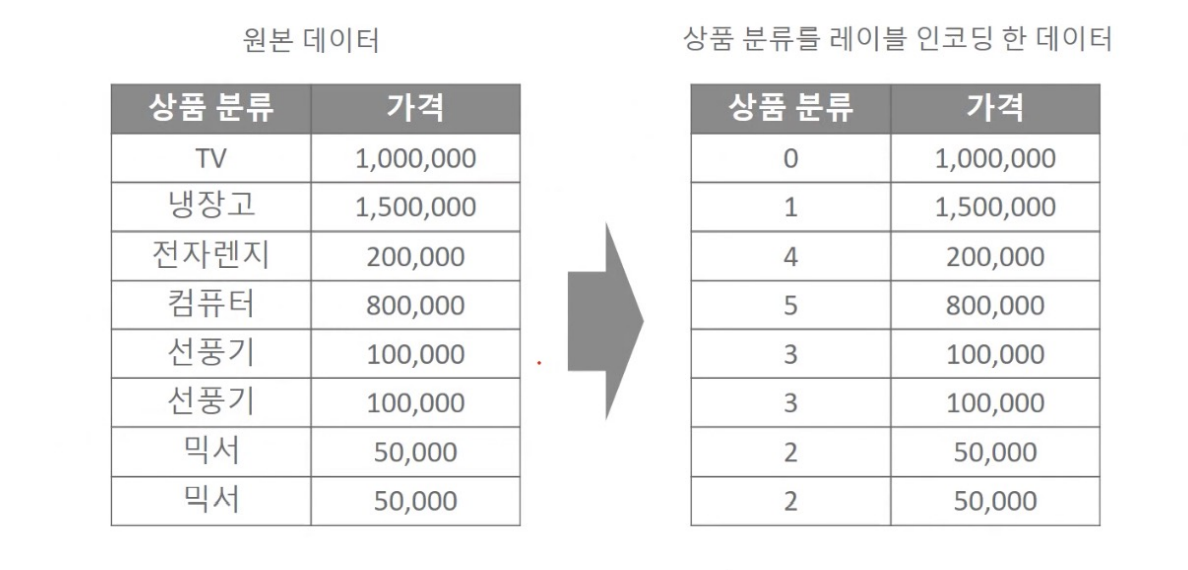 원본 데이터
상품 분류를 레이블 인코딩 한 데이터
상품 분류 가격
TV 1,000,000
냉장고 1,500,000
전자렌지 200,000
컴퓨터 800,000
선풍기 100,000
선풍기 100,000
믹서 50,000
믹서 50,000
상품 분류 가격
0 1,000,000
1 1,500,000
4 200,000
5 800,000
3 100,000
3 100,000
2 50,000
2 50,000